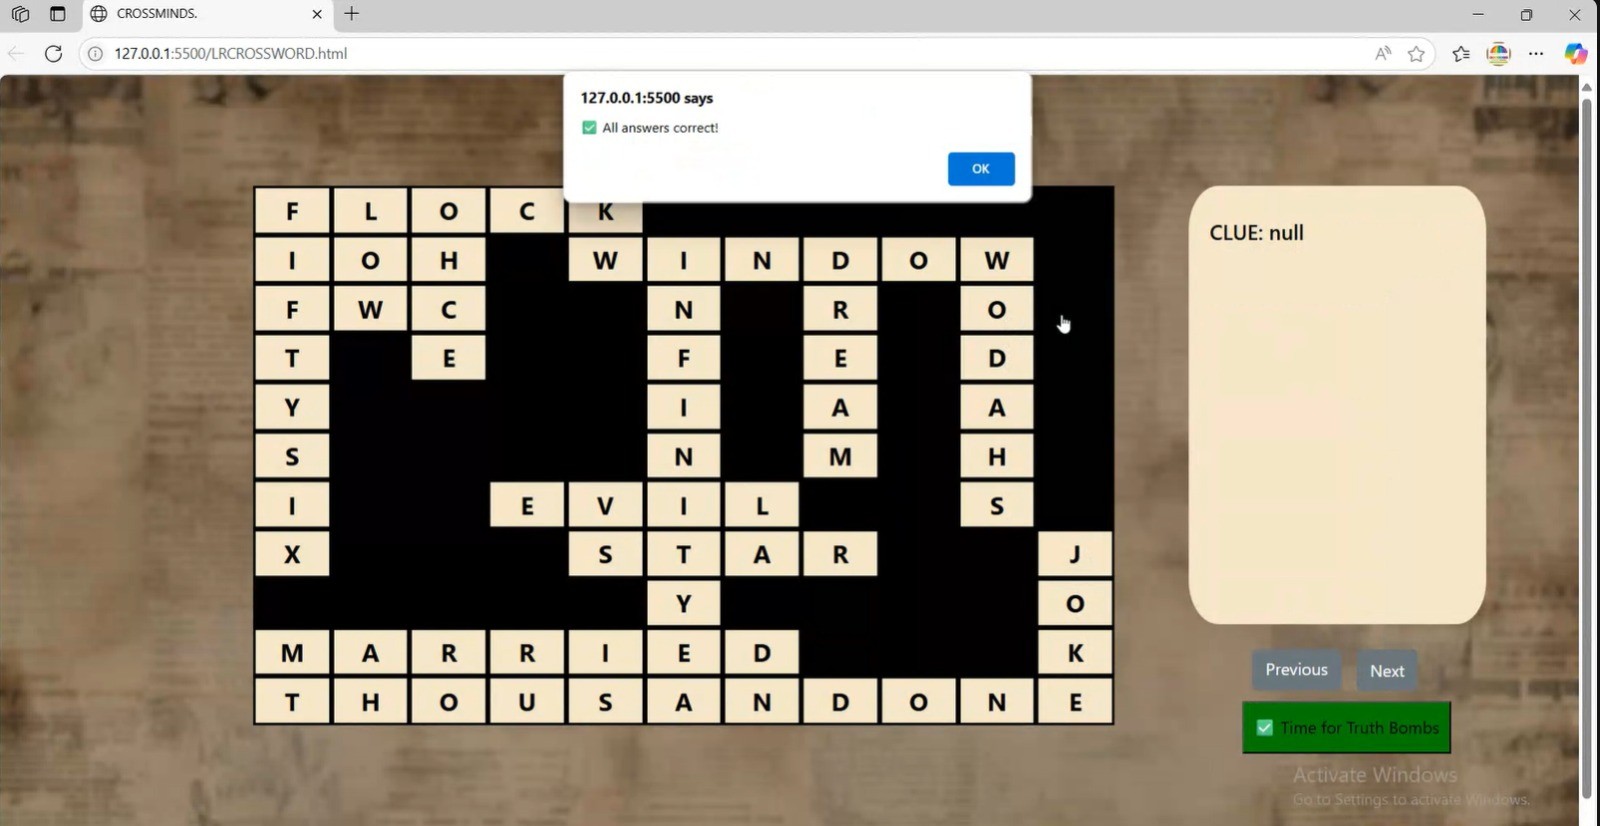 CROSSMINDS.
127.0.0.1:5500/LRCROSSWORD.html
127.0.0.1:5500 says
✅ All answers correct!
OK
F L O C K
I O H W I N D O W
F W C N R O
T E F E D
Y I A A
S N M H
I E V I L S
X S T A R J
Y O
M A R R I E D K
T H O U S A N D O N E
CLUE: null
Previous Next
✅ Time for Truth Bombs
Activate Windows
Go to Settings to activate Windows.